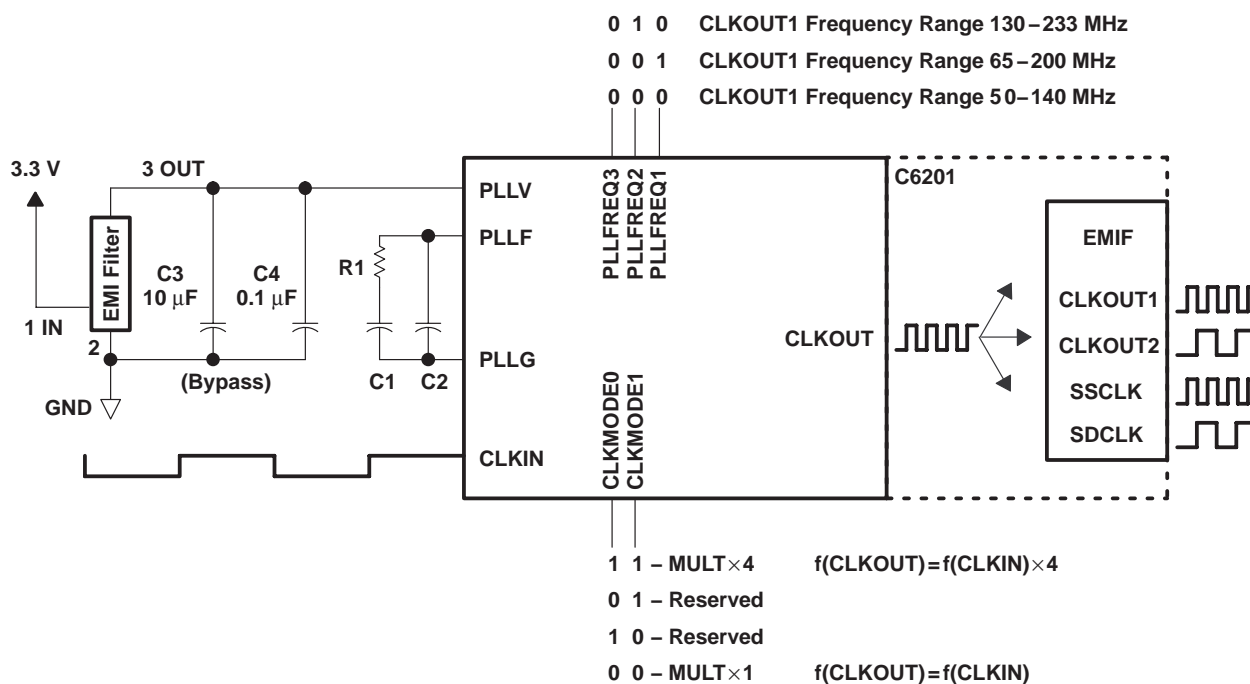 0 1 0 CLKOUT1 Frequency Range 130–233 MHz
0 0 1 CLKOUT1 Frequency Range 65–200 MHz
0 0 0 CLKOUT1 Frequency Range 50–140 MHz
3.3 V
3 OUT
EMI Filter
1 IN
2
GND
C3
10 μF
C4
0.1 μF
(Bypass)
R1
C1
C2
PLLV
PLLF
PLLG
CLKIN
PLLFREQ3
PLLFREQ2
PLLFREQ1
CLKMODE0
CLKMODE1
CLKOUT
C6201
EMIF
CLKOUT1
CLKOUT2
SSCLK
SDCLK
1 1 – MULT×4 f(CLKOUT)=f(CLKIN)×4
0 1 – Reserved
1 0 – Reserved
0 0 – MULT×1 f(CLKOUT)=f(CLKIN)